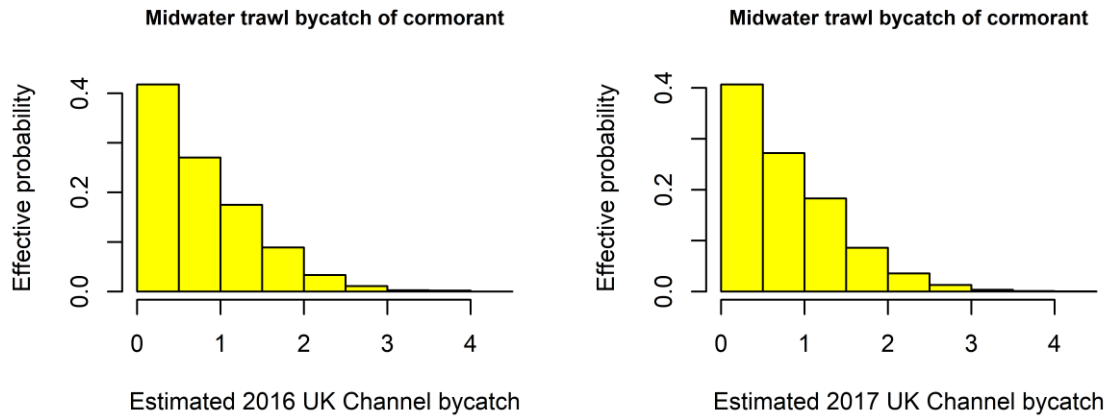 Midwater trawl bycatch of cormorant
Effective probability
0.4
0.2
0.0
0 1 2 3 4
Estimated 2016 UK Channel bycatch
Midwater trawl bycatch of cormorant
Effective probability
0.4
0.2
0.0
0 1 2 3 4
Estimated 2017 UK Channel bycatch